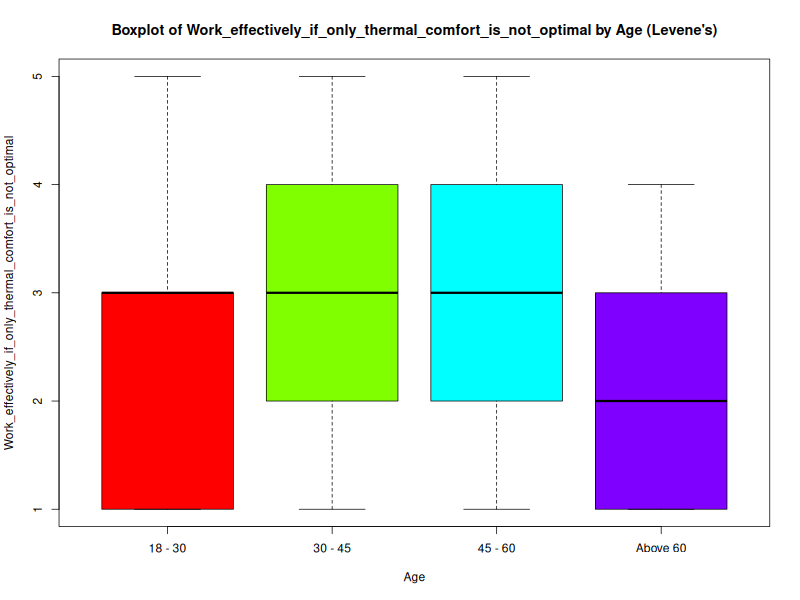 Boxplot of Work_effectively_if_only_thermal_comfort_is_not_optimal by Age (Levene's)
Work_effectively_if_only_thermal_comfort_is_not_optimal
5
4
3
2
1
18 - 30 30 - 45 45 - 60 Above 60
Age